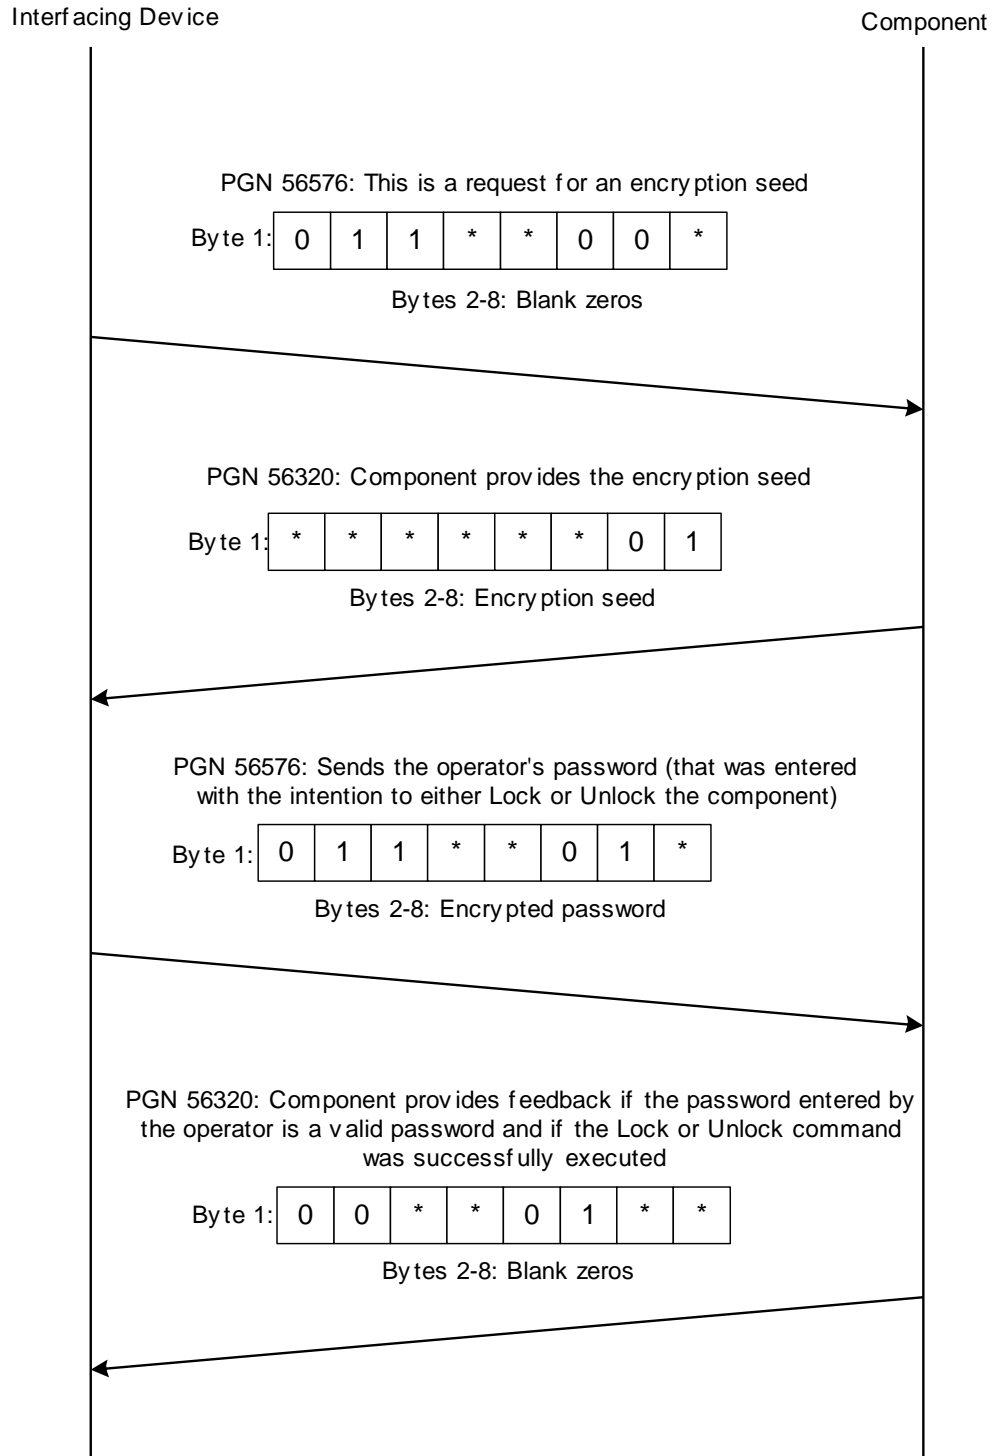 Interfacing Device
Component
PGN 56576: This is a request for an encryption seed
Byte 1: 0 1 1 * * 0 0 *
Bytes 2-8: Blank zeros
PGN 56320: Component provides the encryption seed
Byte 1: * * * * * * 0 1
Bytes 2-8: Encryption seed
PGN 56576: Sends the operator's password (that was entered
with the intention to either Lock or Unlock the component)
Byte 1: 0 1 1 * * 0 1 *
Bytes 2-8: Encrypted password
PGN 56320: Component provides feedback if the password entered by
the operator is a valid password and if the Lock or Unlock command
was successfully executed
Byte 1: 0 0 * * 0 1 * *
Bytes 2-8: Blank zeros